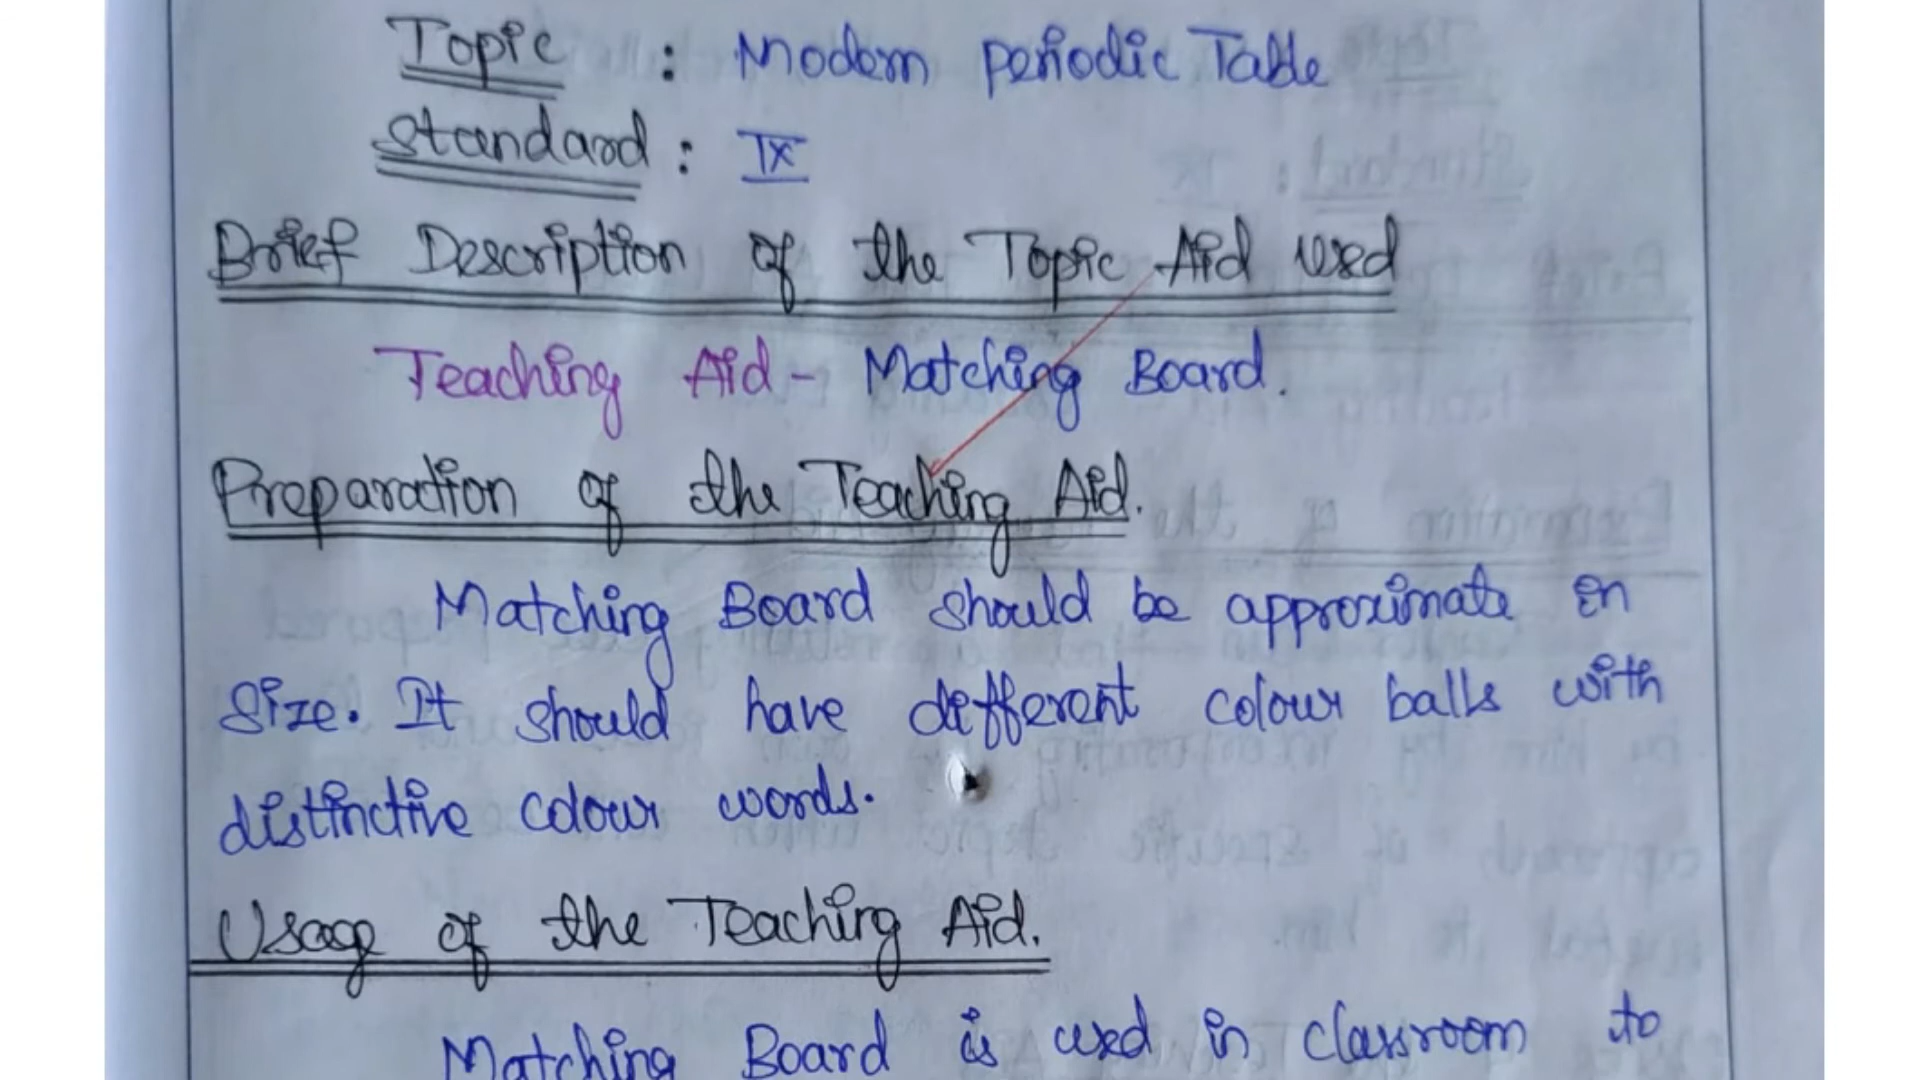 Topic : Modern Periodic Table
Standard : IX
Brief Description of the Topic Aid used
Teaching Aid - Matching Board.
Preparation of the Teaching Aid.
Matching Board should be approximate in
Size. It should have different colour balls with
distinctive colour words.
Usage of the Teaching Aid.
Matching Board is used in classroom to